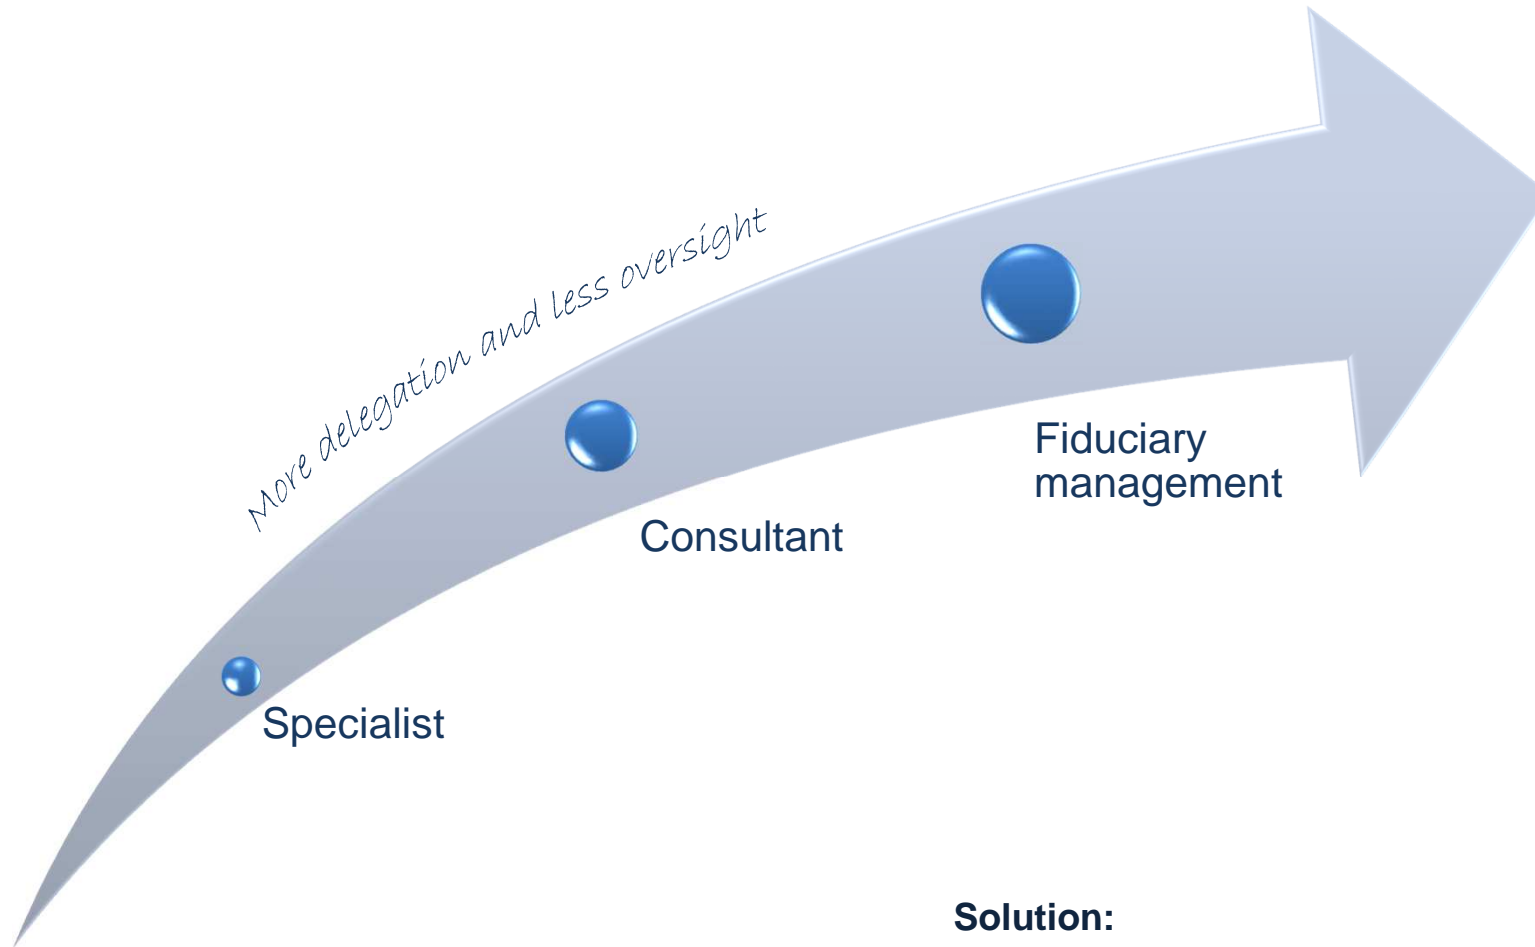 More delegation and less oversight
Fiduciary
management
Consultant
Specialist
Solution: